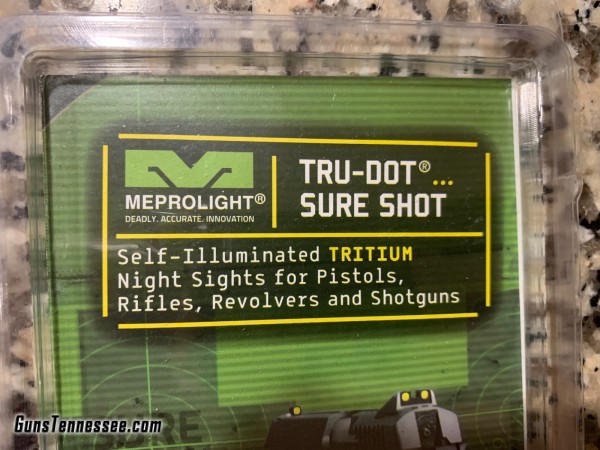 MEPROLIGHT®
DEADLY. ACCURATE. INNOVATION
TRU-DOT®...
SURE SHOT
Self-Illuminated TRITIUM
Night Sights for Pistols,
Rifles, Revolvers and Shotguns
GunsTennessee.com